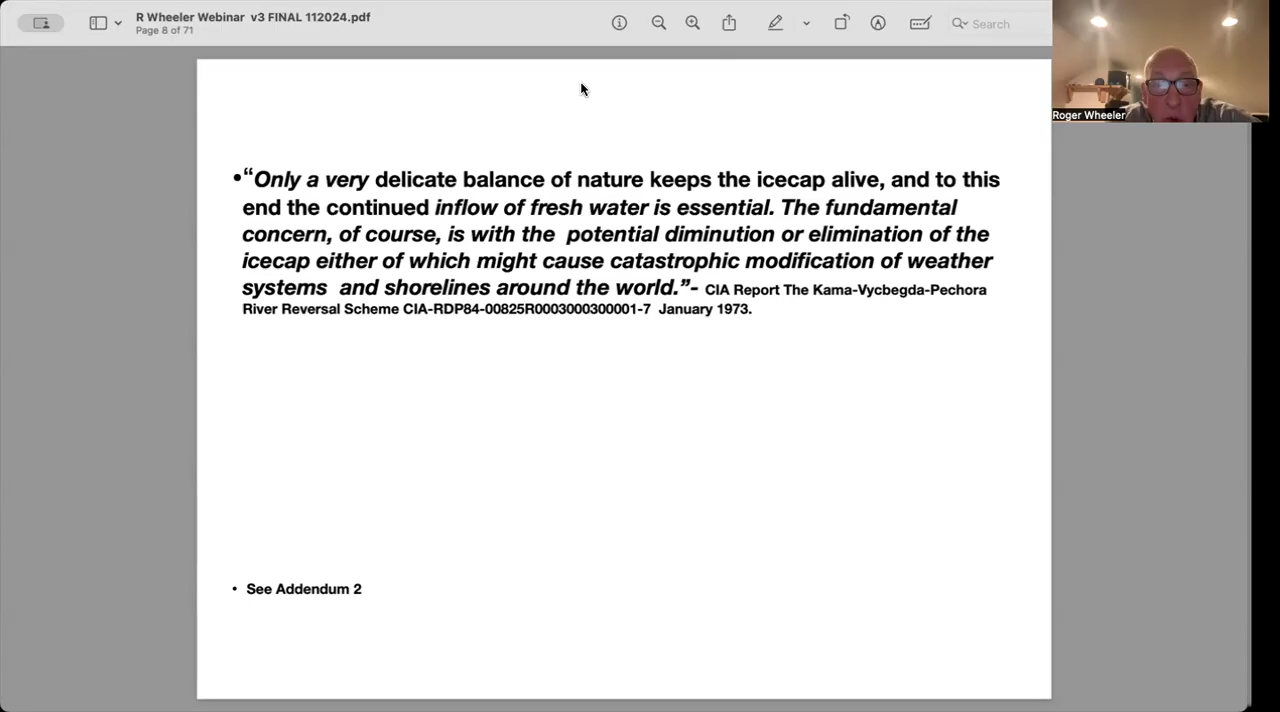 R Wheeler Webinar v3 FINAL 112024.pdf
Page 8 of 71
Search
Roger Wheeler
•“Only a very delicate balance of nature keeps the icecap alive, and to this
end the continued inflow of fresh water is essential. The fundamental
concern, of course, is with the potential diminution or elimination of the
icecap either of which might cause catastrophic modification of weather
systems and shorelines around the world.”- CIA Report The Kama-Vycbegda-Pechora
River Reversal Scheme CIA-RDP84-00825R0003000300001-7 January 1973.
• See Addendum 2